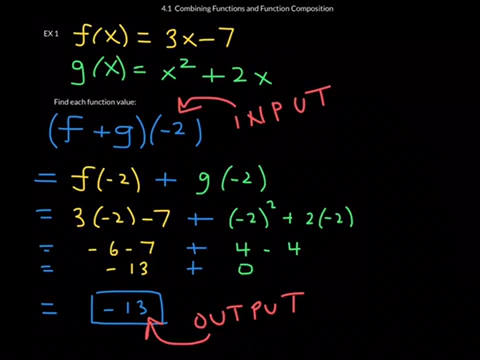 4.1 Combining Functions and Function Composition
EX 1 f(x) = 3x - 7
g(x) = x² + 2x
Find each function value:
(f + g)(-2) INPUT
= f(-2) + g(-2)
= 3(-2) - 7 + (-2)² + 2(-2)
= -6 - 7 + 4 - 4
= -13 + 0
= -13 OUTPUT